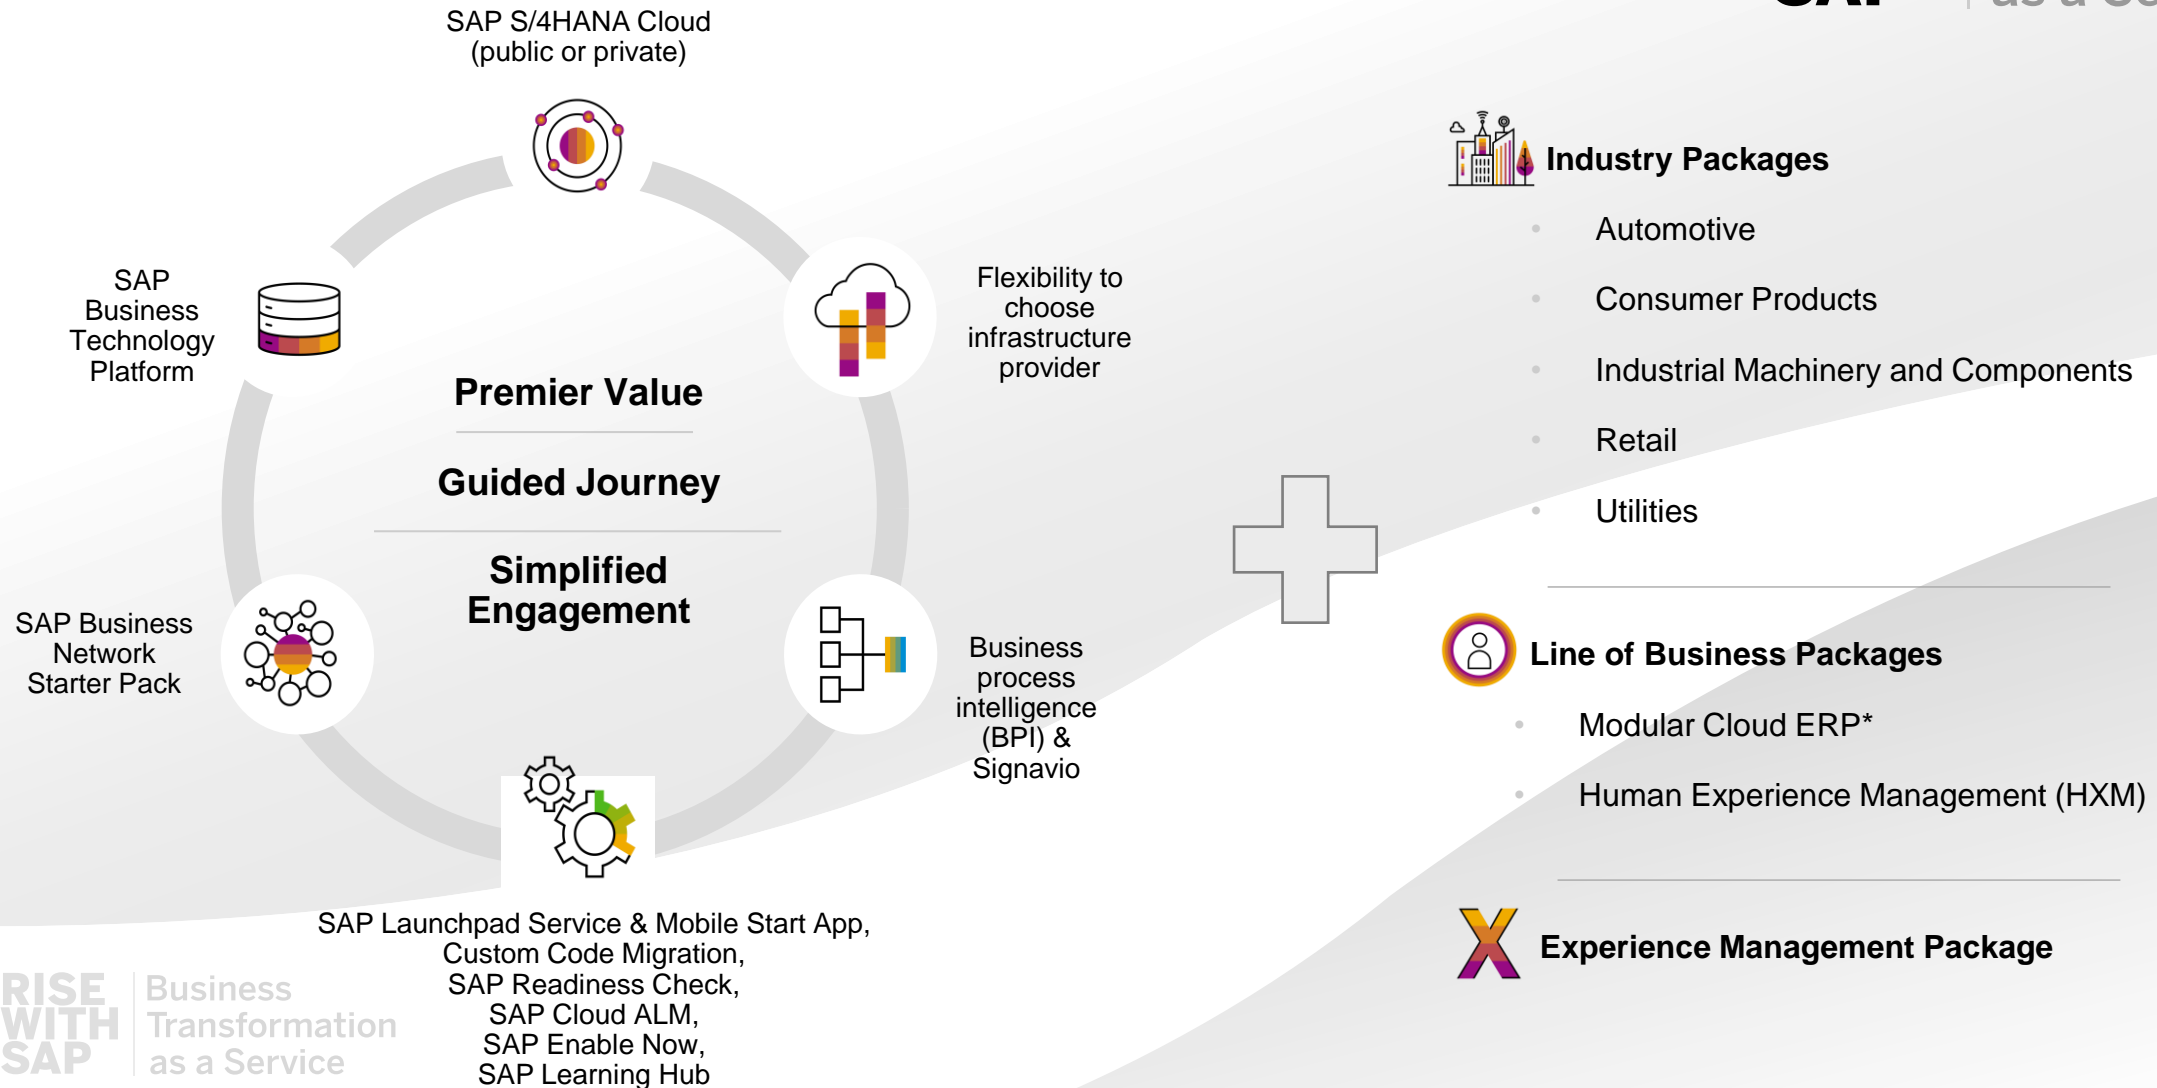 SAP S/4HANA Cloud
(public or private)
SAP
Business
Technology
Platform
Flexibility to
choose
infrastructure
provider
Premier Value
Guided Journey
Simplified
Engagement
SAP Business
Network
Starter Pack
Business
process
intelligence
(BPI) &
Signavio
SAP Launchpad Service & Mobile Start App,
Custom Code Migration,
SAP Readiness Check,
SAP Cloud ALM,
SAP Enable Now,
SAP Learning Hub
RISE
WITH
SAP
Business
Transformation
as a Service
SAP
as a
Industry Packages
• Automotive
• Consumer Products
• Industrial Machinery and Components
• Retail
• Utilities
Line of Business Packages
• Modular Cloud ERP*
• Human Experience Management (HXM)
Experience Management Package